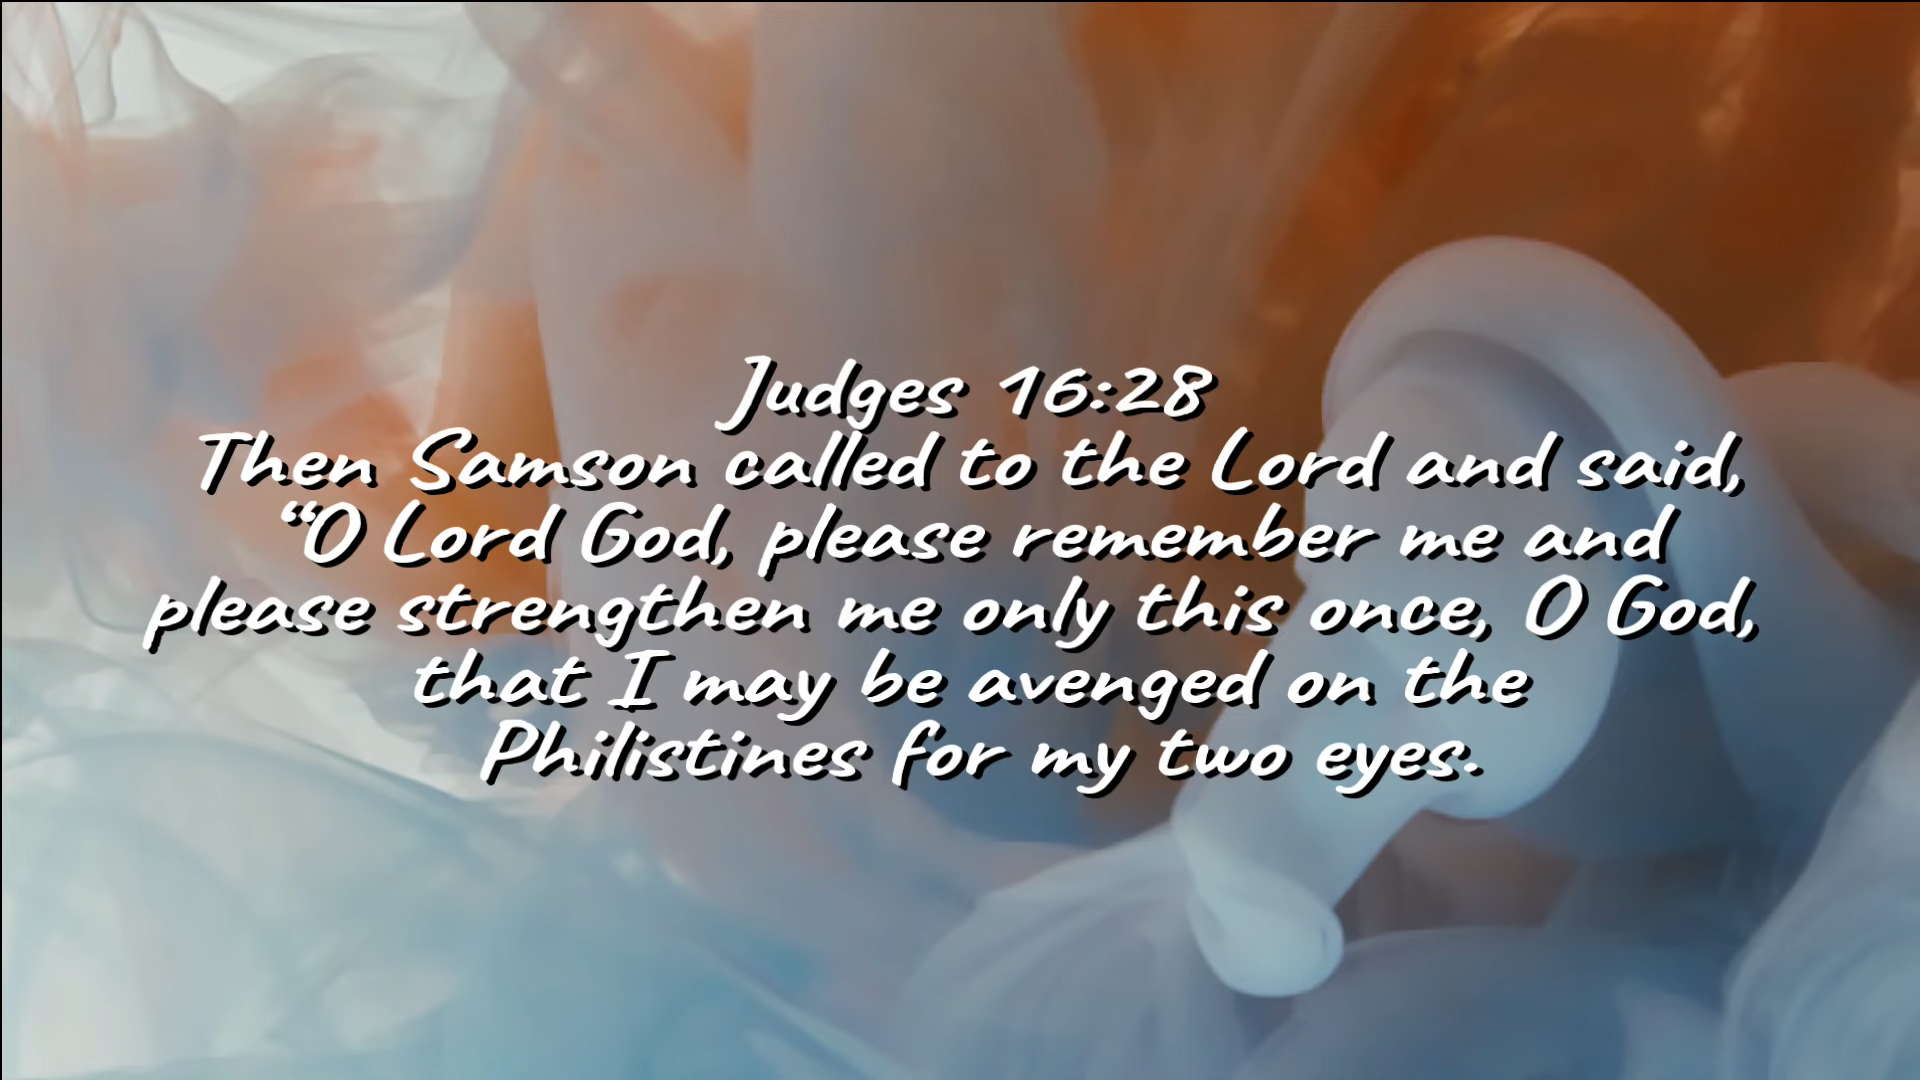 Judges 16:28
Then Samson called to the Lord and said,
“O Lord God, please remember me and
please strengthen me only this once, O God,
that I may be avenged on the
Philistines for my two eyes.